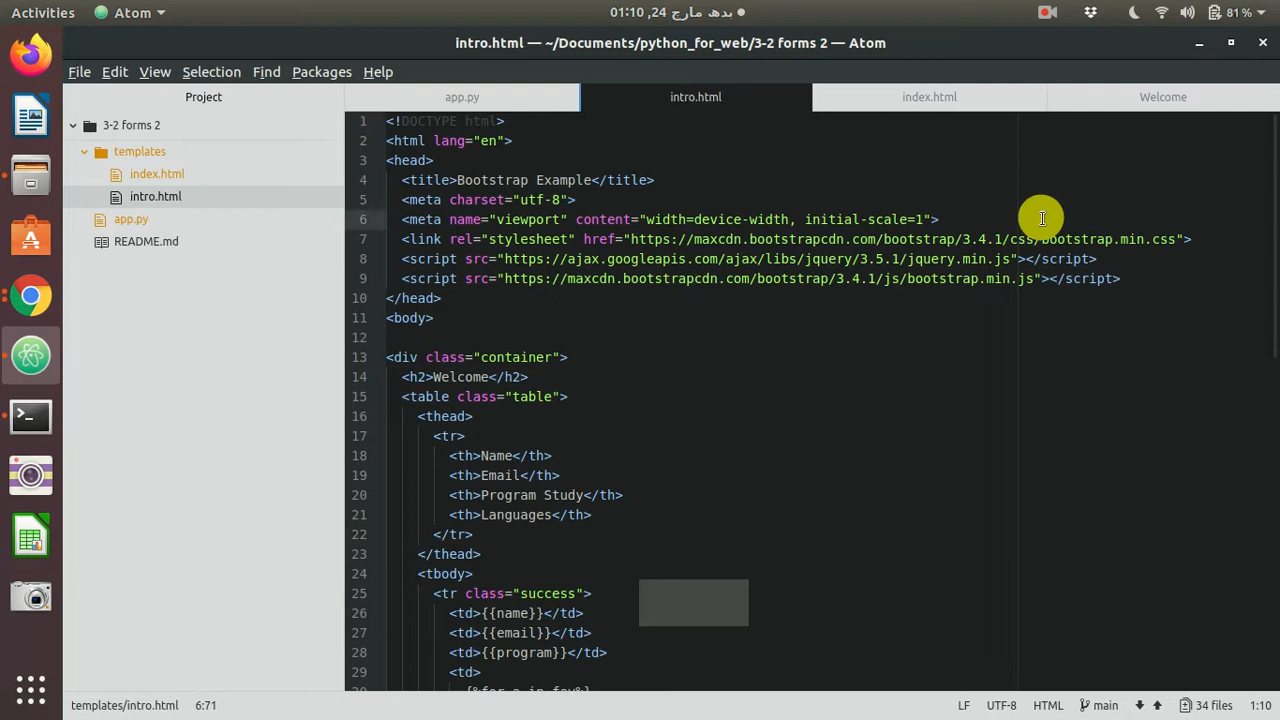 Activities
Atom
بدھ مارچ 24, 01:10
81 %
intro.html — ~/Documents/python_for_web/3-2 forms 2 — Atom
File Edit View Selection Find Packages Help
Project
app.py
intro.html
index.html
Welcome
3-2 forms 2
templates
index.html
intro.html
app.py
README.md
1 <!DOCTYPE html>
2 <html lang="en">
3 <head>
4 <title>Bootstrap Example</title>
5 <meta charset="utf-8">
6 <meta name="viewport" content="width=device-width, initial-scale=1">
7 <link rel="stylesheet" href="https://maxcdn.bootstrapcdn.com/bootstrap/3.4.1/css/bootstrap.min.css">
8 <script src="https://ajax.googleapis.com/ajax/libs/jquery/3.5.1/jquery.min.js"></script>
9 <script src="https://maxcdn.bootstrapcdn.com/bootstrap/3.4.1/js/bootstrap.min.js"></script>
10 </head>
11 <body>
12
13 <div class="container">
14 <h2>Welcome</h2>
15 <table class="table">
16 <thead>
17 <tr>
18 <th>Name</th>
19 <th>Email</th>
20 <th>Program Study</th>
21 <th>Languages</th>
22 </tr>
23 </thead>
24 <tbody>
25 <tr class="success">
26 <td>{{name}}</td>
27 <td>{{email}}</td>
28 <td>{{program}}</td>
29 <td>
templates/intro.html 6:71
LF UTF-8 HTML main 34 files 1:10